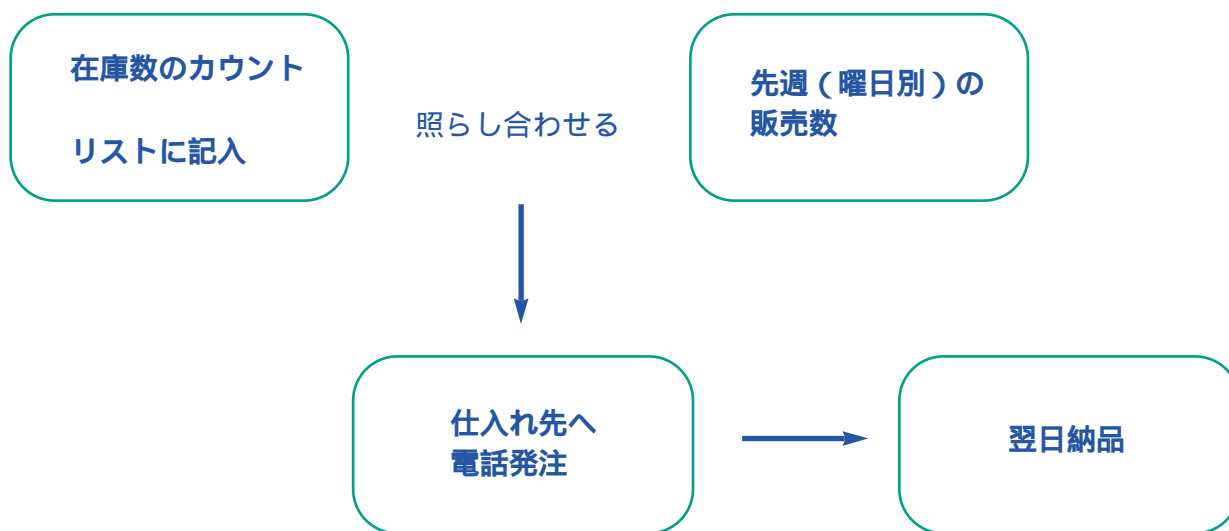 在庫数のカウント
リストに記入
照らし合わせる
先週（曜日別）の
販売数
仕入れ先へ
電話発注
翌日納品